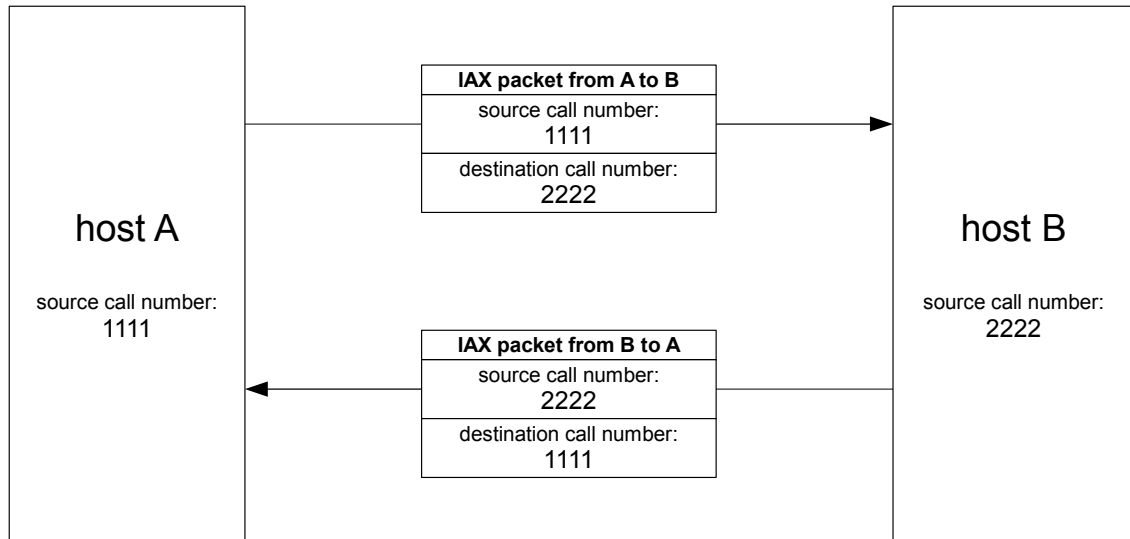 IAX packet from A to B
source call number:
1111
destination call number:
2222
host A
source call number:
1111
host B
source call number:
2222
IAX packet from B to A
source call number:
2222
destination call number:
1111